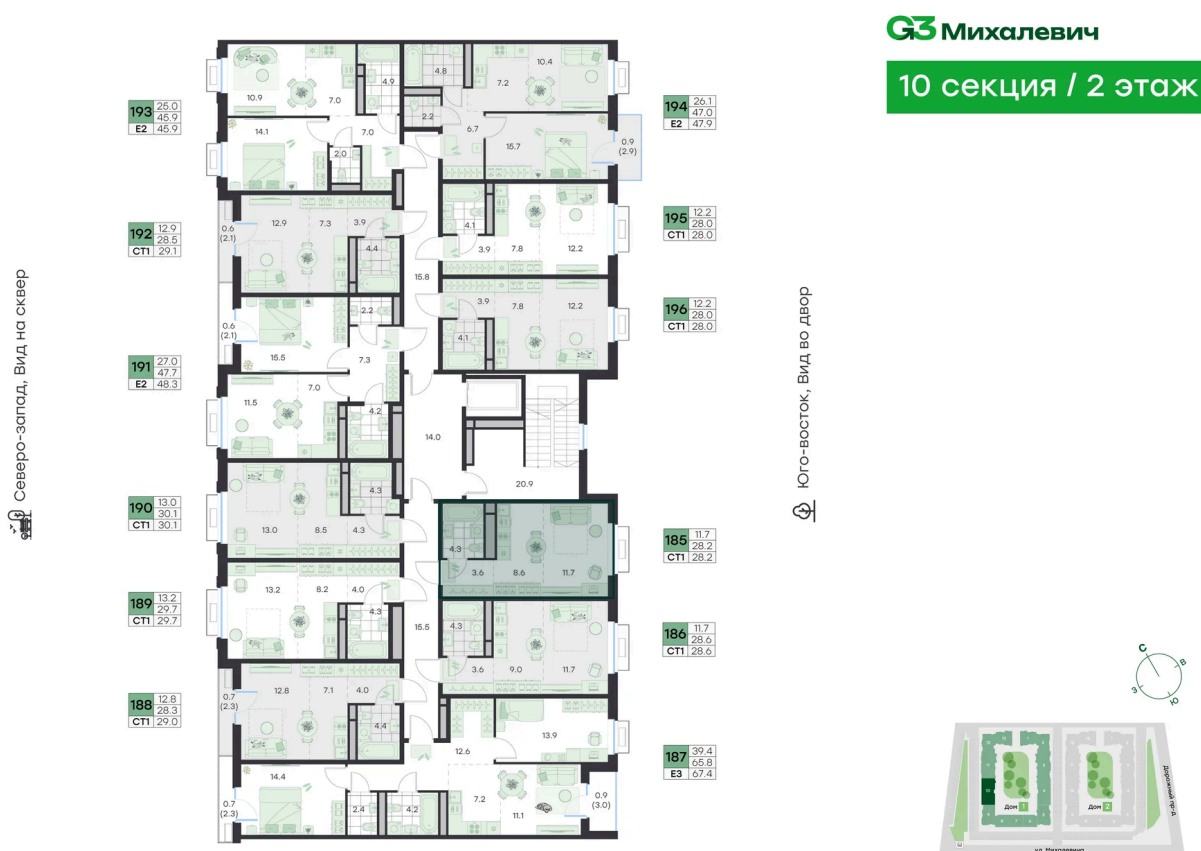 G3 Михалевич
10 секция / 2 этаж
193 25.0
45.9
E2 45.9
192 12.9
28.5
СТ1 29.1
191 27.0
47.7
E2 48.3
190 13.0
30.1
СТ1 30.1
189 13.2
29.7
СТ1 29.7
188 12.8
28.3
СТ1 29.0
194 26.1
47.0
E2 47.9
195 12.2
28.0
СТ1 28.0
196 12.2
28.0
СТ1 28.0
185 11.7
28.2
СТ1 28.2
186 11.7
28.6
СТ1 28.6
187 39.4
65.8
E3 67.4
Северо-запад, Вид на сквер
Юго-восток, Вид во двор
10.9 7.0 4.9
14.1 7.0
2.0
4.8 7.2 10.4
2.2
6.7
15.7
0.9
(2.9)
0.6
(2.1)
12.9 7.3 3.9
4.4
4.1
3.9 7.8 12.2
15.8
3.9 7.8 12.2
4.1
0.6
(2.1)
2.2
15.5 7.3
7.0
11.5
4.2
14.0
20.9
4.3
13.0 8.5 4.3
4.3
3.6 8.6 11.7
13.2 8.2 4.0
4.3
15.5
4.3
3.6 9.0 11.7
0.7
(2.3)
12.8 7.1 4.0
4.4
13.9
12.6
14.4
0.7
(2.3)
2.4 4.2
7.2
11.1
0.9
(3.0)
С
В
З
Ю
Дом 1
Дом 2
Дорожный пр-д
ул. Михалевича